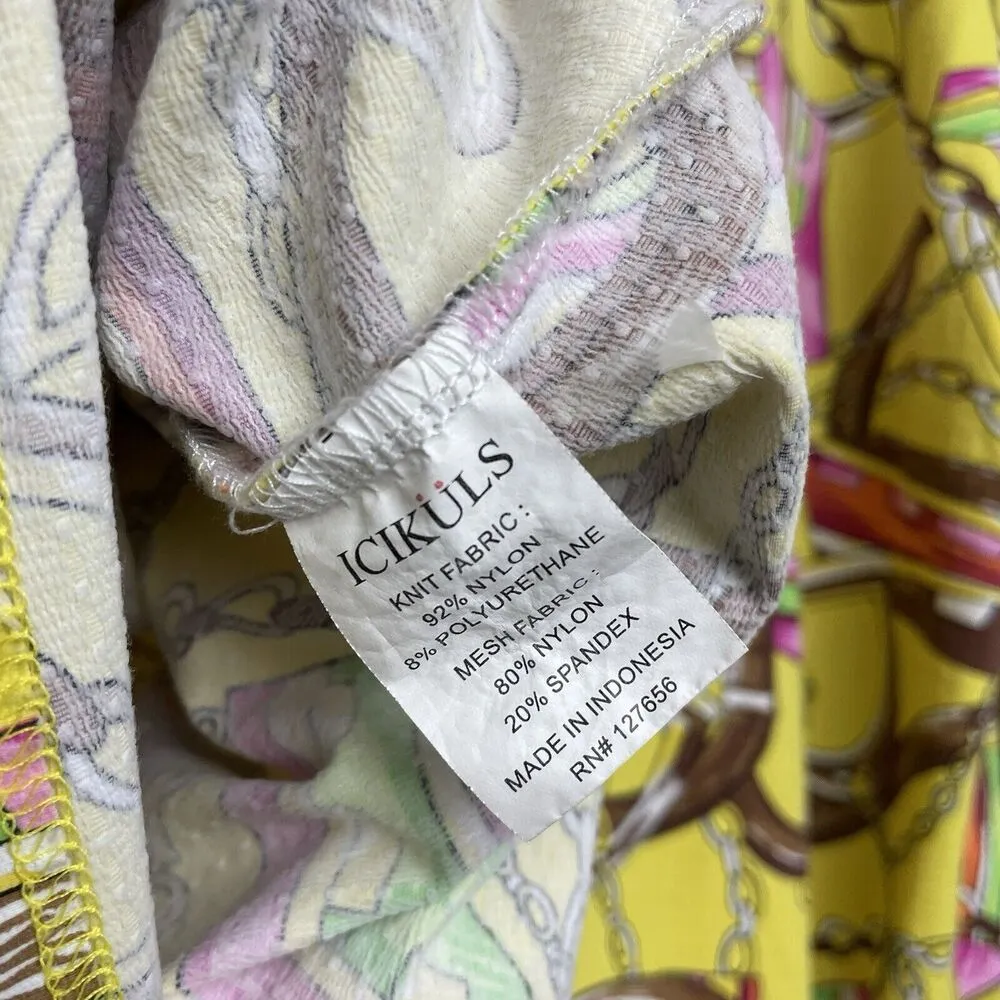 ICIKÜLS
KNIT FABRIC :
92% NYLON
8% POLYURETHANE
MESH FABRIC :
80% NYLON
20% SPANDEX
MADE IN INDONESIA
RN# 127656